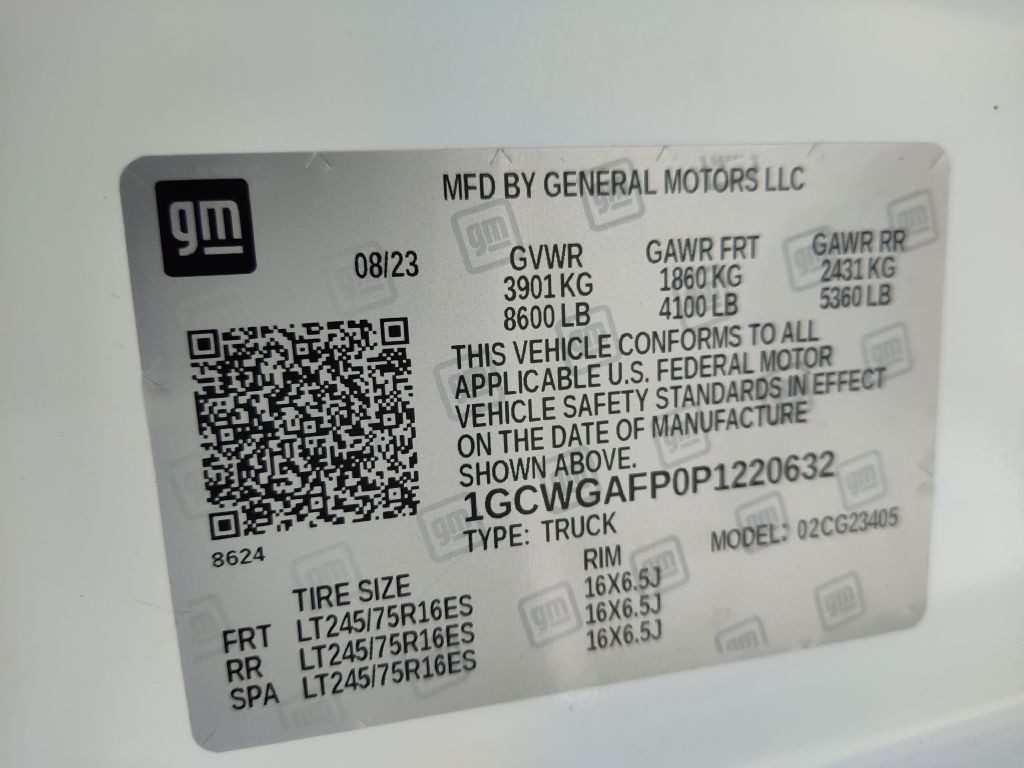 gm
MFD BY GENERAL MOTORS LLC
08/23
GVWR GAWR FRT GAWR RR
3901 KG 1860 KG 2431 KG
8600 LB 4100 LB 5360 LB
THIS VEHICLE CONFORMS TO ALL
APPLICABLE U.S. FEDERAL MOTOR
VEHICLE SAFETY STANDARDS IN EFFECT
ON THE DATE OF MANUFACTURE
SHOWN ABOVE.
1GCWGAFP0P1220632
TYPE: TRUCK MODEL: 02CG23405
8624
TIRE SIZE RIM
FRT LT245/75R16ES 16X6.5J
RR LT245/75R16ES 16X6.5J
SPA LT245/75R16ES 16X6.5J